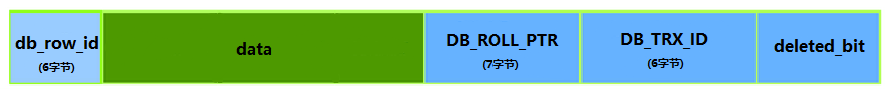 db_row_id
(6字节)
data
DB_ROLL_PTR
(7字节)
DB_TRX_ID
(6字节)
deleted_bit